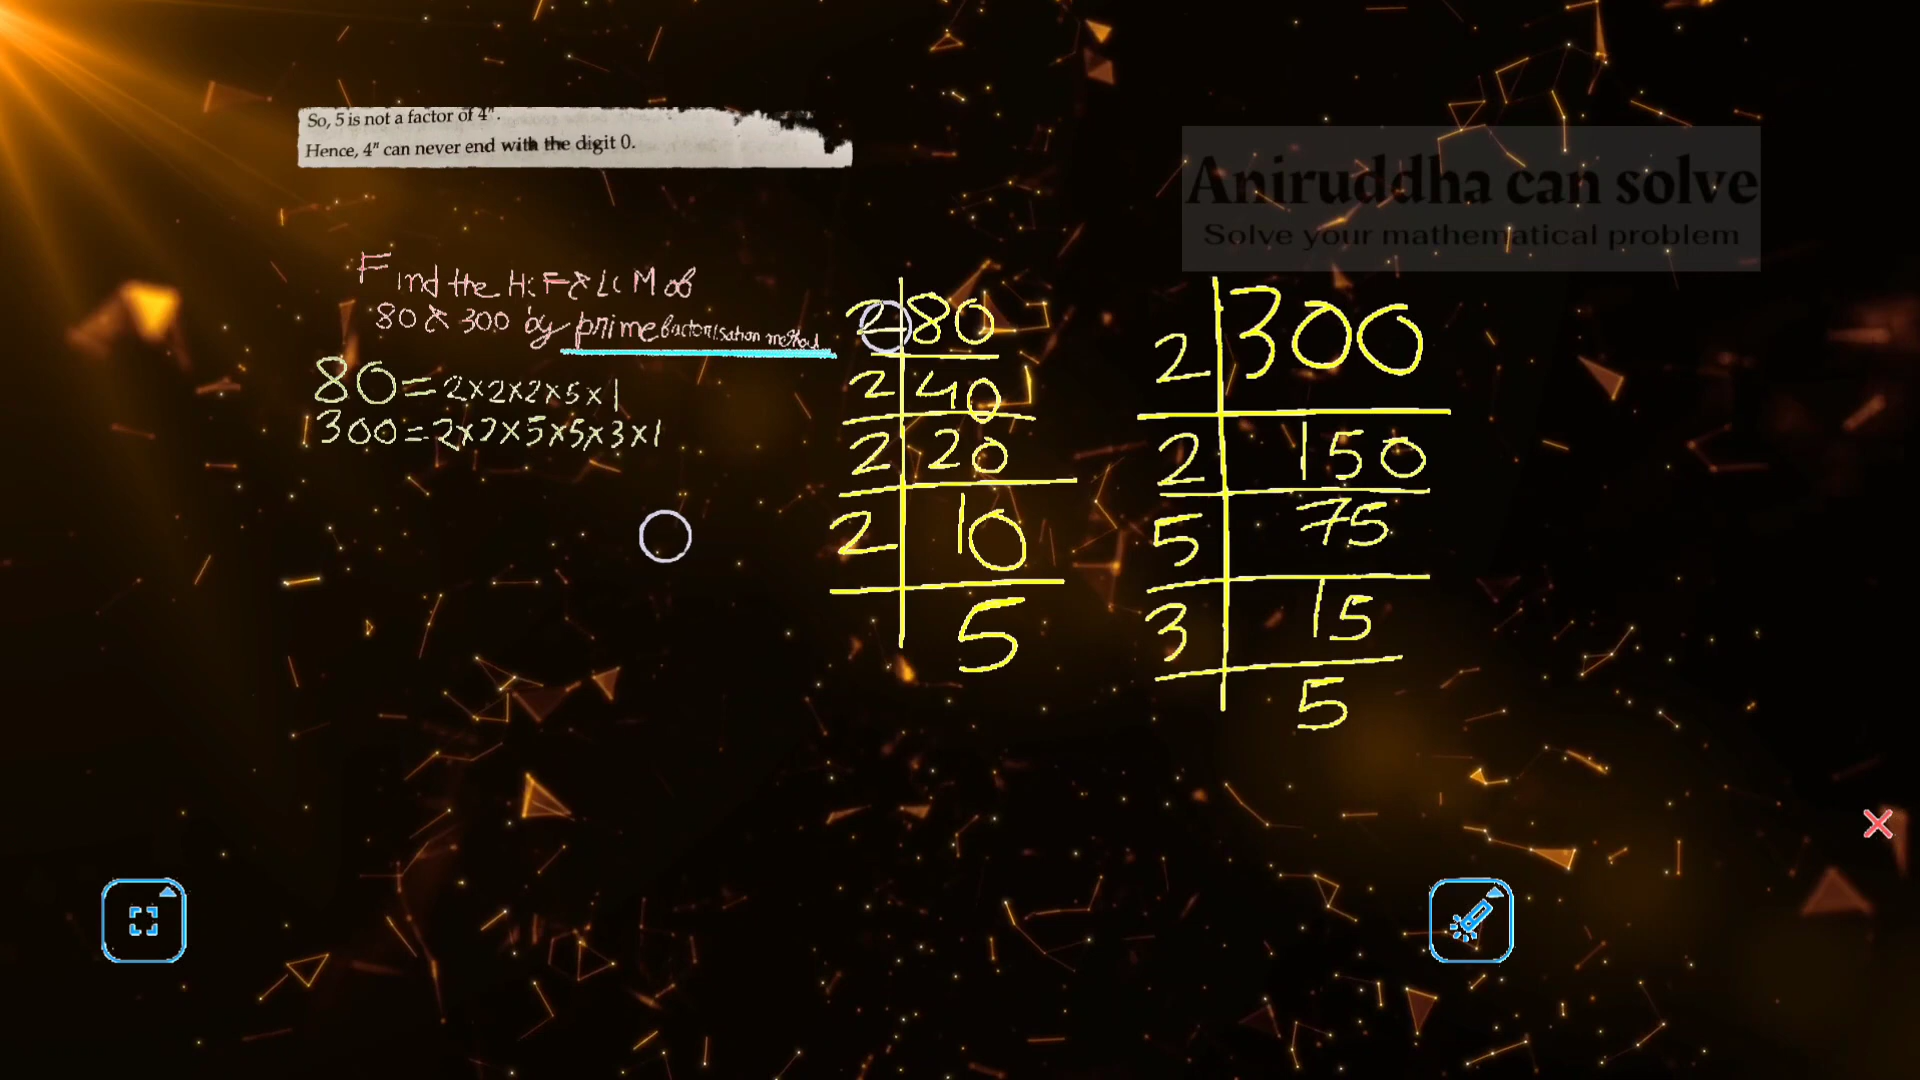 So, 5 is not a factor of 4ⁿ.
Hence, 4ⁿ can never end with the digit 0.
Aniruddha can solve
Solve your mathematical problem
Find the H.C.F & LCM of
80 & 300 by prime factorisation method
80=2×2×2×5×1
300=2×2×5×5×3×1
2 80
2 40
2 20
2 10
5
2 300
2 150
5 75
3 15
5